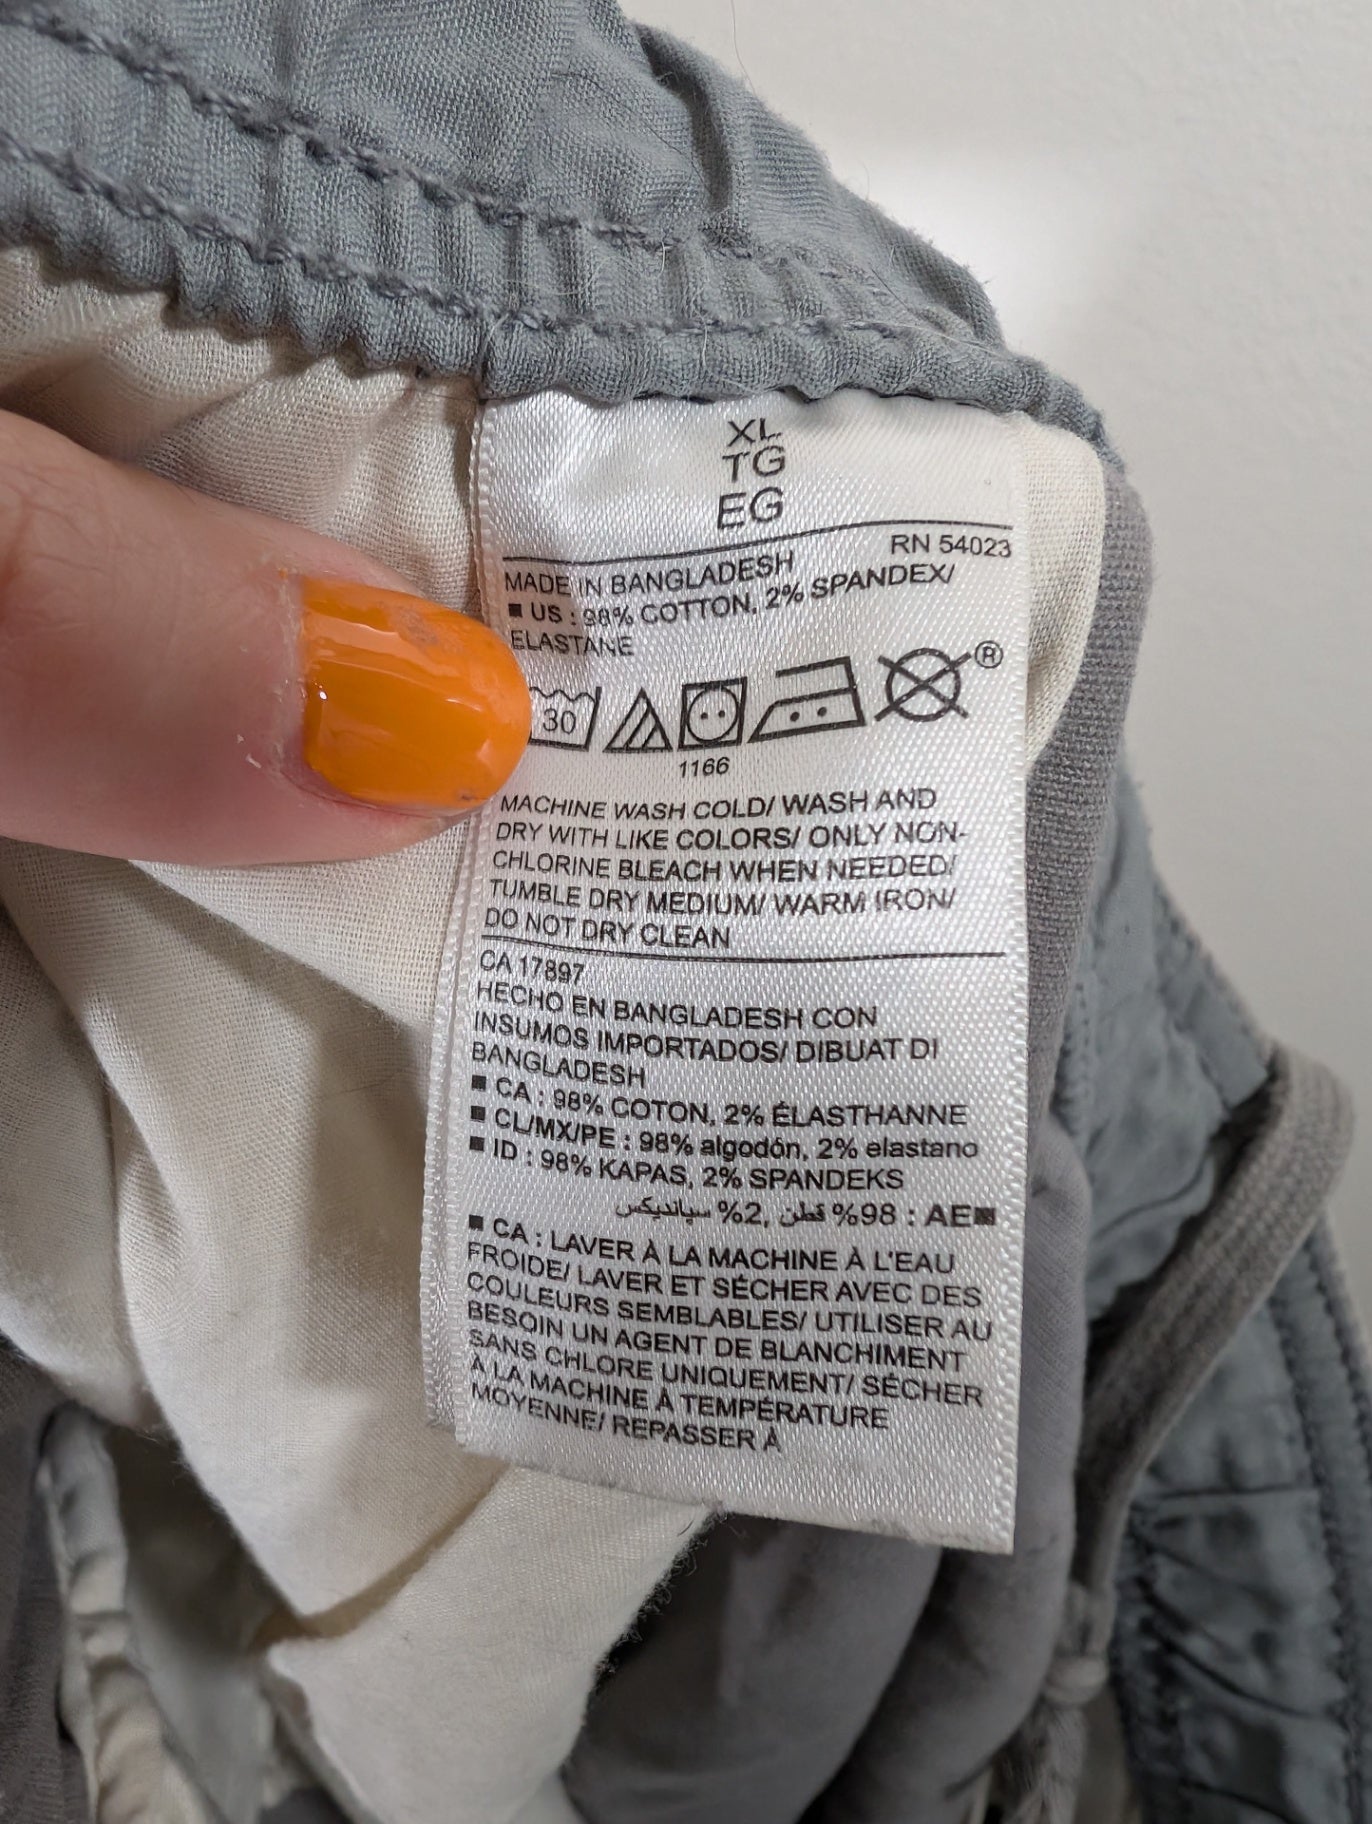 XL
TG
EG
RN 54023
MADE IN BANGLADESH
■ US : 98% COTTON, 2% SPANDEX/
ELASTANE
®
30
1166
MACHINE WASH COLD/ WASH AND
DRY WITH LIKE COLORS/ ONLY NON-
CHLORINE BLEACH WHEN NEEDED/
TUMBLE DRY MEDIUM/ WARM IRON/
DO NOT DRY CLEAN
CA 17897
HECHO EN BANGLADESH CON
INSUMOS IMPORTADOS/ DIBUAT DI
BANGLADESH
■ CA : 98% COTON, 2% ÉLASTHANNE
■ CL/MX/PE : 98% algodón, 2% elastano
■ ID : 98% KAPAS, 2% SPANDEKS
■AE : 98% قطن, 2% سبانديكس
■ CA : LAVER À LA MACHINE À L'EAU
FROIDE/ LAVER ET SÉCHER AVEC DES
COULEURS SEMBLABLES/ UTILISER AU
BESOIN UN AGENT DE BLANCHIMENT
SANS CHLORE UNIQUEMENT/ SÉCHER
À LA MACHINE À TEMPÉRATURE
MOYENNE/ REPASSER À